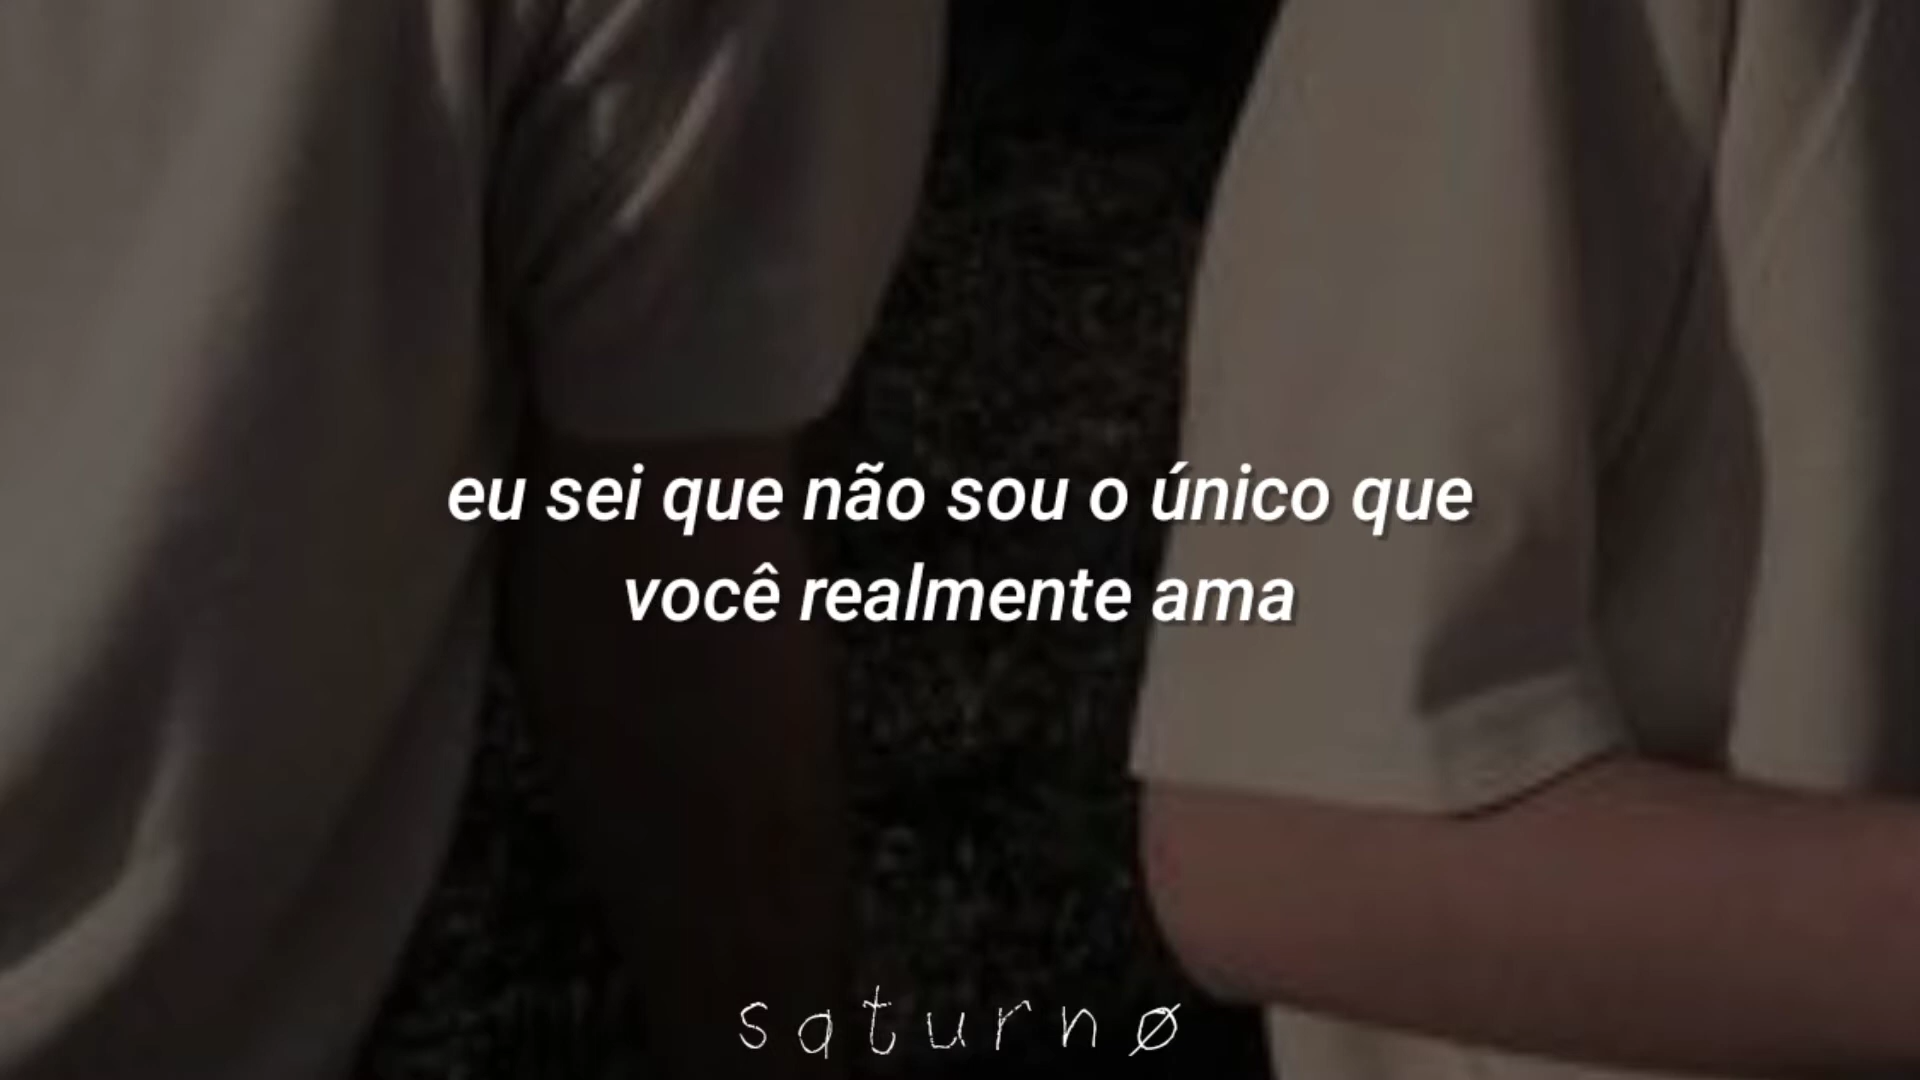 eu sei que não sou o único que
você realmente ama
saturnø